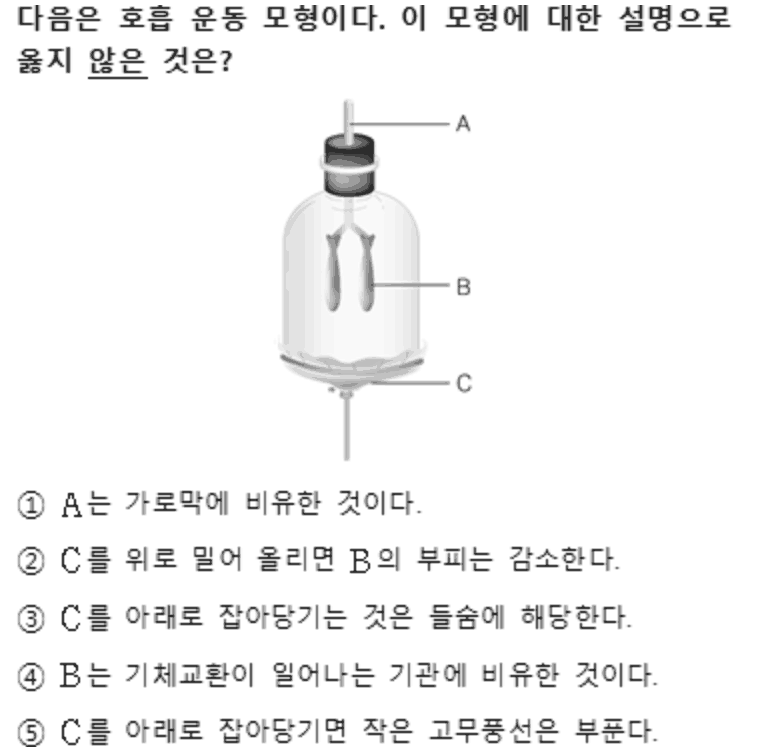 다음은 호흡 운동 모형이다. 이 모형에 대한 설명으로
옳지 않은 것은?
A
B
C
① A는 가로막에 비유한 것이다.
② C를 위로 밀어 올리면 B의 부피는 감소한다.
③ C를 아래로 잡아당기는 것은 들숨에 해당한다.
④ B는 기체교환이 일어나는 기관에 비유한 것이다.
⑤ C를 아래로 잡아당기면 작은 고무풍선은 부푼다.